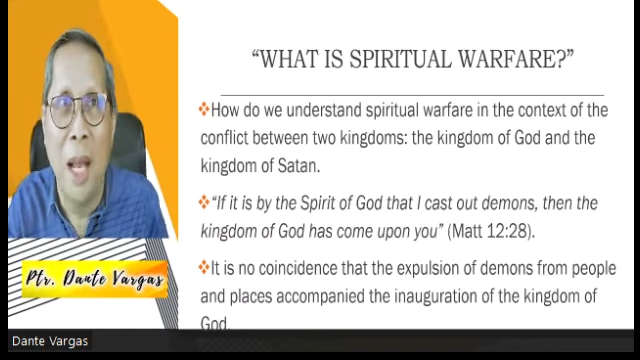 “WHAT IS SPIRITUAL WARFARE?”
How do we understand spiritual warfare in the context of the
conflict between two kingdoms: the kingdom of God and the
kingdom of Satan.
“If it is by the Spirit of God that I cast out demons, then the
kingdom of God has come upon you” (Matt 12:28).
It is no coincidence that the expulsion of demons from people
and places accompanied the inauguration of the kingdom of
God.
Ptr. Dante Vargas
Dante Vargas